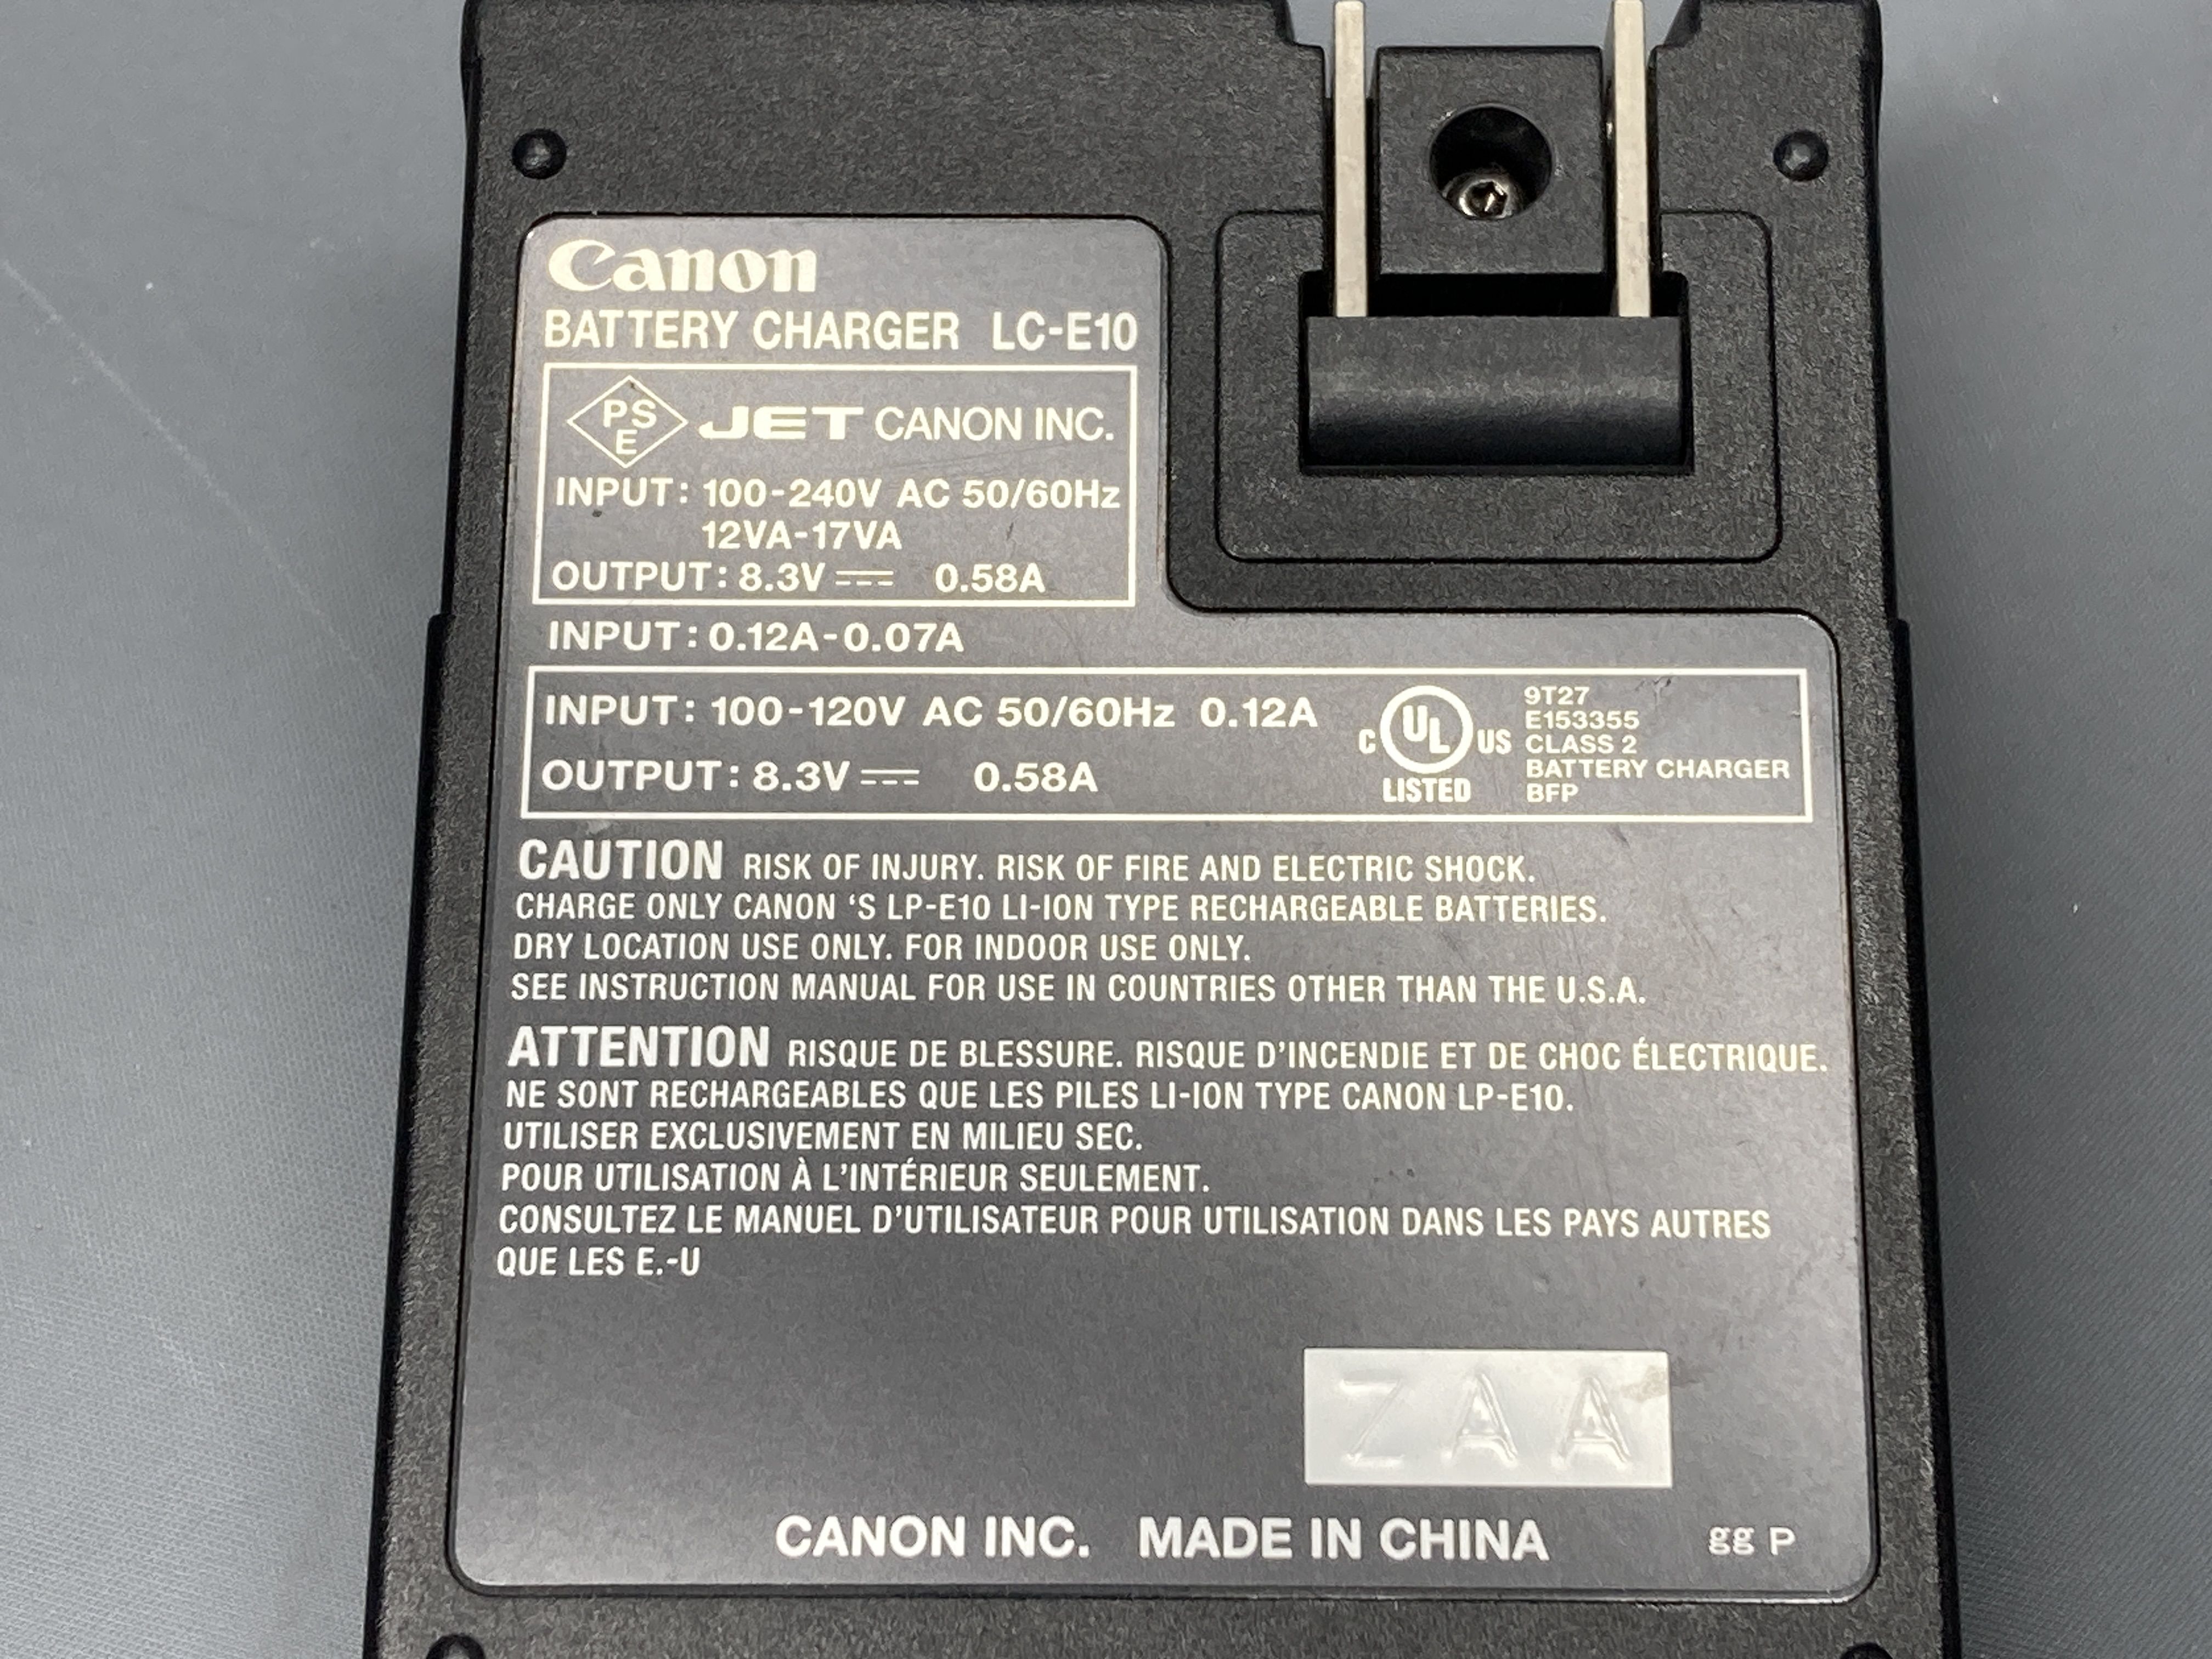 Canon
BATTERY CHARGER LC-E10
PSE JET CANON INC.
INPUT: 100-240V AC 50/60Hz
12VA-17VA
OUTPUT: 8.3V ⎓ 0.58A
INPUT: 0.12A-0.07A
INPUT: 100-120V AC 50/60Hz 0.12A
OUTPUT: 8.3V ⎓ 0.58A
C UL US
LISTED
9T27
E153355
CLASS 2
BATTERY CHARGER
BFP
CAUTION RISK OF INJURY. RISK OF FIRE AND ELECTRIC SHOCK.
CHARGE ONLY CANON ‘S LP-E10 LI-ION TYPE RECHARGEABLE BATTERIES.
DRY LOCATION USE ONLY. FOR INDOOR USE ONLY.
SEE INSTRUCTION MANUAL FOR USE IN COUNTRIES OTHER THAN THE U.S.A.
ATTENTION RISQUE DE BLESSURE. RISQUE D’INCENDIE ET DE CHOC ÉLECTRIQUE.
NE SONT RECHARGEABLES QUE LES PILES LI-ION TYPE CANON LP-E10.
UTILISER EXCLUSIVEMENT EN MILIEU SEC.
POUR UTILISATION À L’INTÉRIEUR SEULEMENT.
CONSULTEZ LE MANUEL D’UTILISATEUR POUR UTILISATION DANS LES PAYS AUTRES
QUE LES E.-U
ZAA
CANON INC. MADE IN CHINA gg P